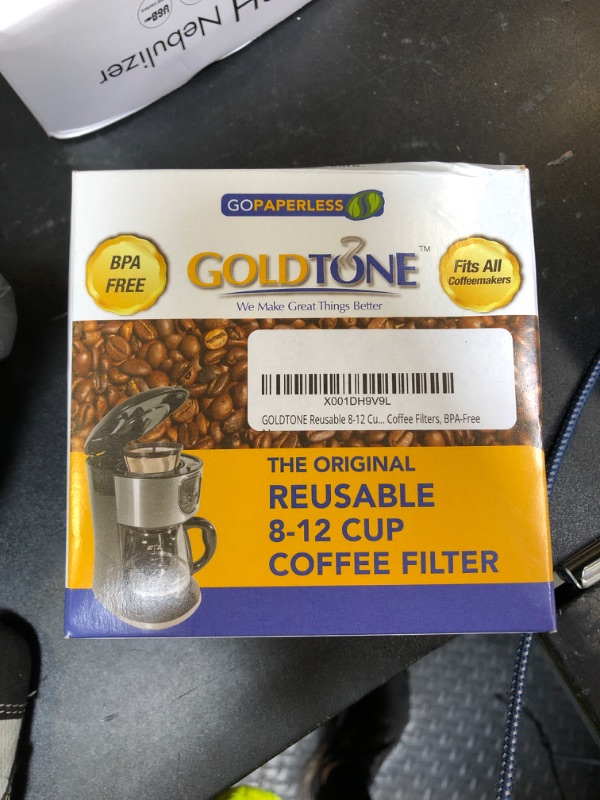 H Nebulizer
USB
GOPAPERLESS
BPA
FREE
GOLDTONE™
Fits All
Coffeemakers
We Make Great Things Better
X001DH9V9L
GOLDTONE Reusable 8-12 Cu... Coffee Filters, BPA-Free
THE ORIGINAL
REUSABLE
8-12 CUP
COFFEE FILTER